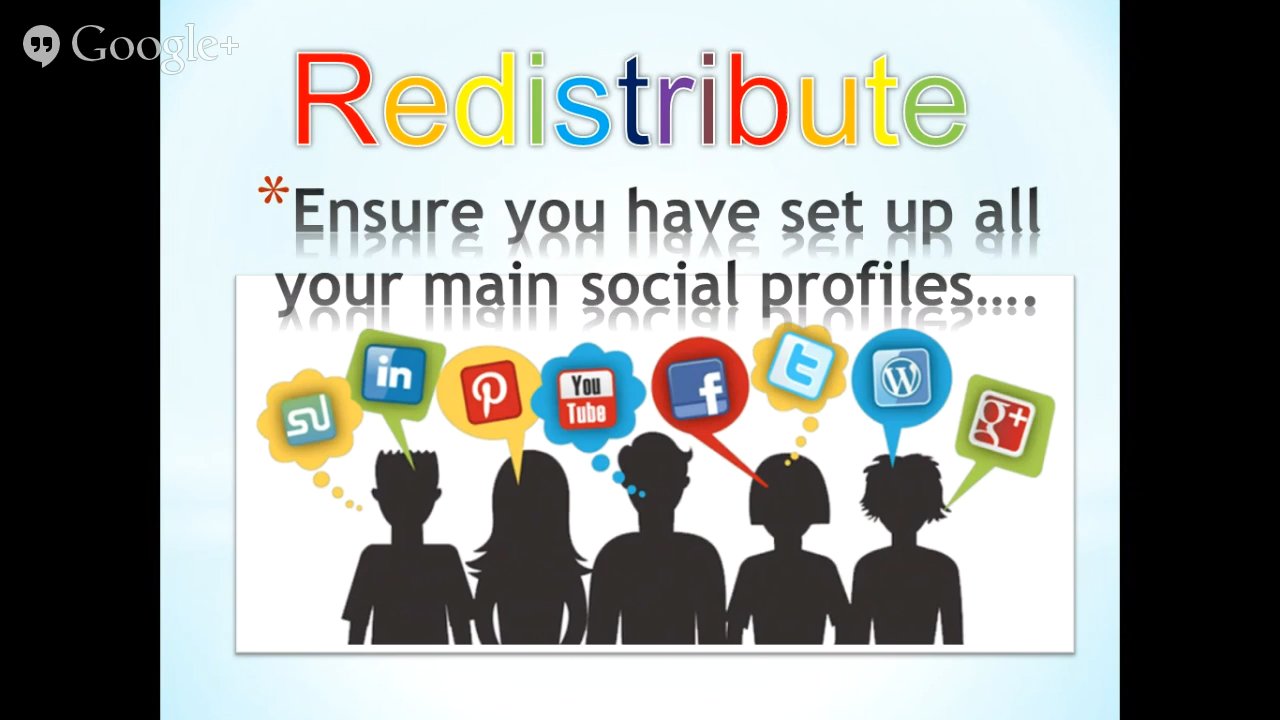 Google+
Redistribute
*Ensure you have set up all
your main social profiles....
in
You
Tube
f
t
W
g+